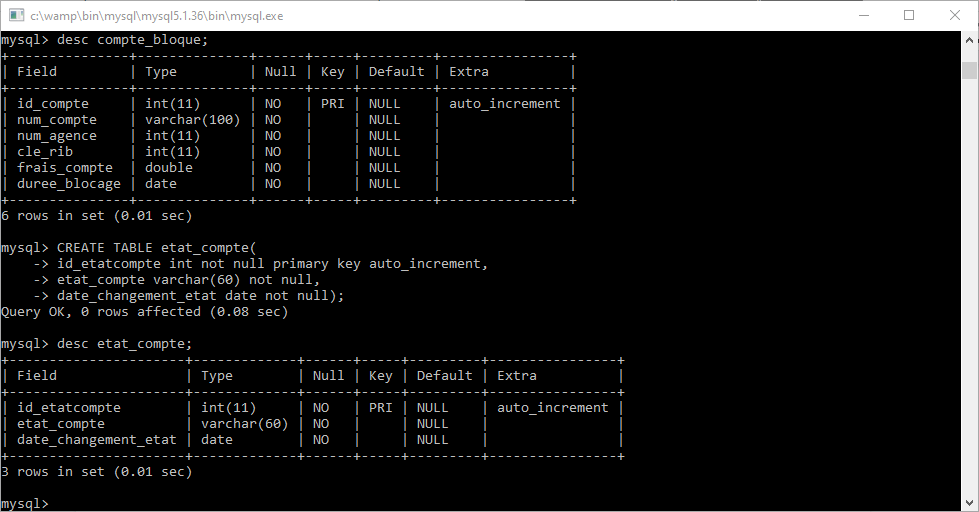 c:\wamp\bin\mysql\mysql5.1.36\bin\mysql.exe
mysql> desc compte_bloque;
+---------------+--------------+------+-----+---------+----------------+
| Field         | Type         | Null | Key | Default | Extra          |
+---------------+--------------+------+-----+---------+----------------+
| id_compte     | int(11)      | NO   | PRI | NULL    | auto_increment |
| num_compte    | varchar(100) | NO   |     | NULL    |                |
| num_agence    | int(11)      | NO   |     | NULL    |                |
| cle_rib       | int(11)      | NO   |     | NULL    |                |
| frais_compte  | double       | NO   |     | NULL    |                |
| duree_blocage | date         | NO   |     | NULL    |                |
+---------------+--------------+------+-----+---------+----------------+
6 rows in set (0.01 sec)
mysql> CREATE TABLE etat_compte(
    -> id_etatcompte int not null primary key auto_increment,
    -> etat_compte varchar(60) not null,
    -> date_changement_etat date not null);
Query OK, 0 rows affected (0.08 sec)
mysql> desc etat_compte;
+----------------------+-------------+------+-----+---------+----------------+
| Field                | Type        | Null | Key | Default | Extra          |
+----------------------+-------------+------+-----+---------+----------------+
| id_etatcompte        | int(11)     | NO   | PRI | NULL    | auto_increment |
| etat_compte          | varchar(60) | NO   |     | NULL    |                |
| date_changement_etat | date        | NO   |     | NULL    |                |
+----------------------+-------------+------+-----+---------+----------------+
3 rows in set (0.01 sec)
mysql>